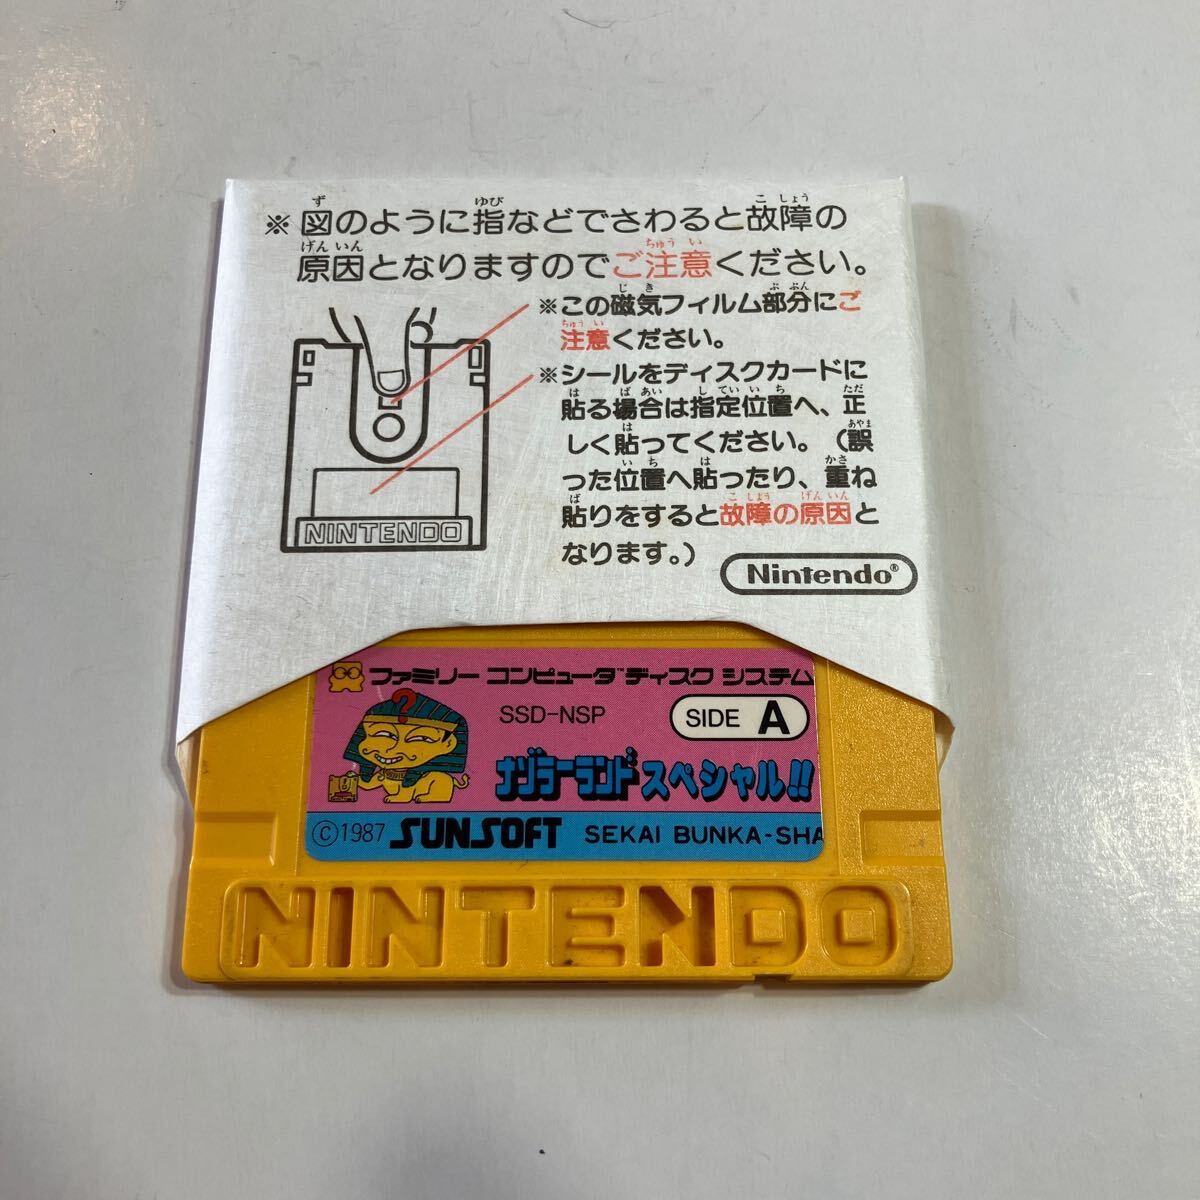 ※図のように指などでさわると故障の
原因となりますのでご注意ください。
※この磁気フィルム部分にご
注意ください。
※シールをディスクカードに
貼る場合は指定位置へ、正
しく貼ってください。(誤
った位置へ貼ったり、重ね
貼りをすると故障の原因と
なります。)
NINTENDO
Nintendo®
ファミリー コンピュータ ディスク システム
SSD-NSP
SIDE A
?
ナゾラーランド スペシャル!!
©1987 SUNSOFT SEKAI BUNKA-SHA
NINTENDO